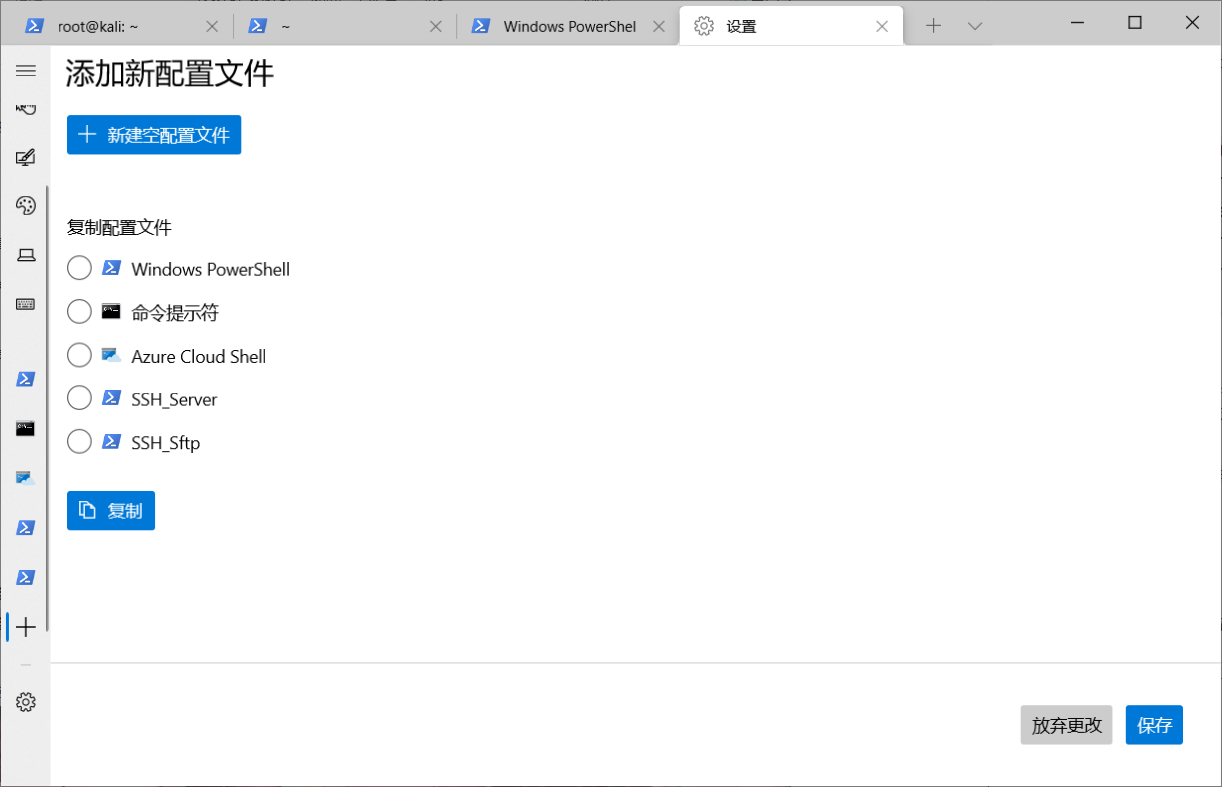 root@kali: ~
~
Windows PowerShel
设置
添加新配置文件
新建空配置文件
复制配置文件
Windows PowerShell
命令提示符
Azure Cloud Shell
SSH_Server
SSH_Sftp
复制
放弃更改
保存